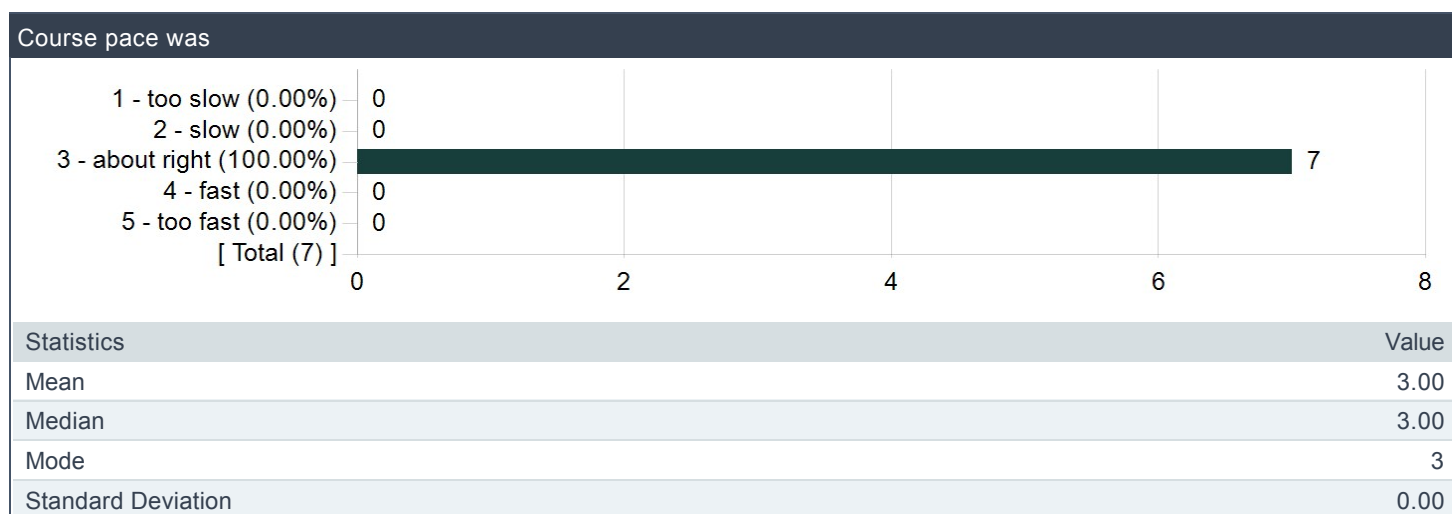 Course pace was
1 - too slow (0.00%) 0
2 - slow (0.00%) 0
3 - about right (100.00%) 7
4 - fast (0.00%) 0
5 - too fast (0.00%) 0
[ Total (7) ]
0 2 4 6 8
Statistics Value
Mean 3.00
Median 3.00
Mode 3
Standard Deviation 0.00